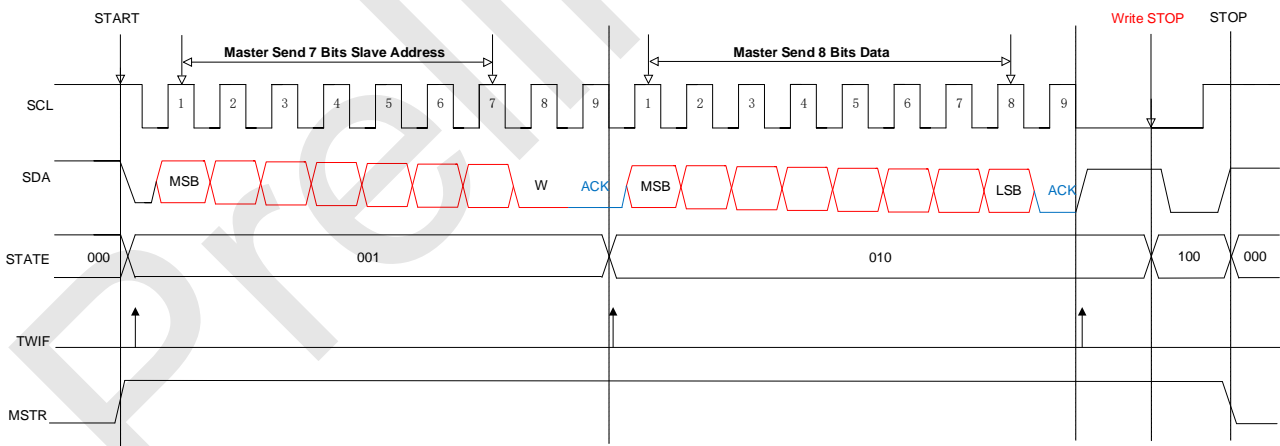 START Write STOP STOP
Master Send 7 Bits Slave Address Master Send 8 Bits Data
SCL 1 2 3 4 5 6 7 8 9 1 2 3 4 5 6 7 8 9
SDA MSB W ACK MSB LSB ACK
STATE 000 001 010 100 000
TWIF
MSTR
Preli